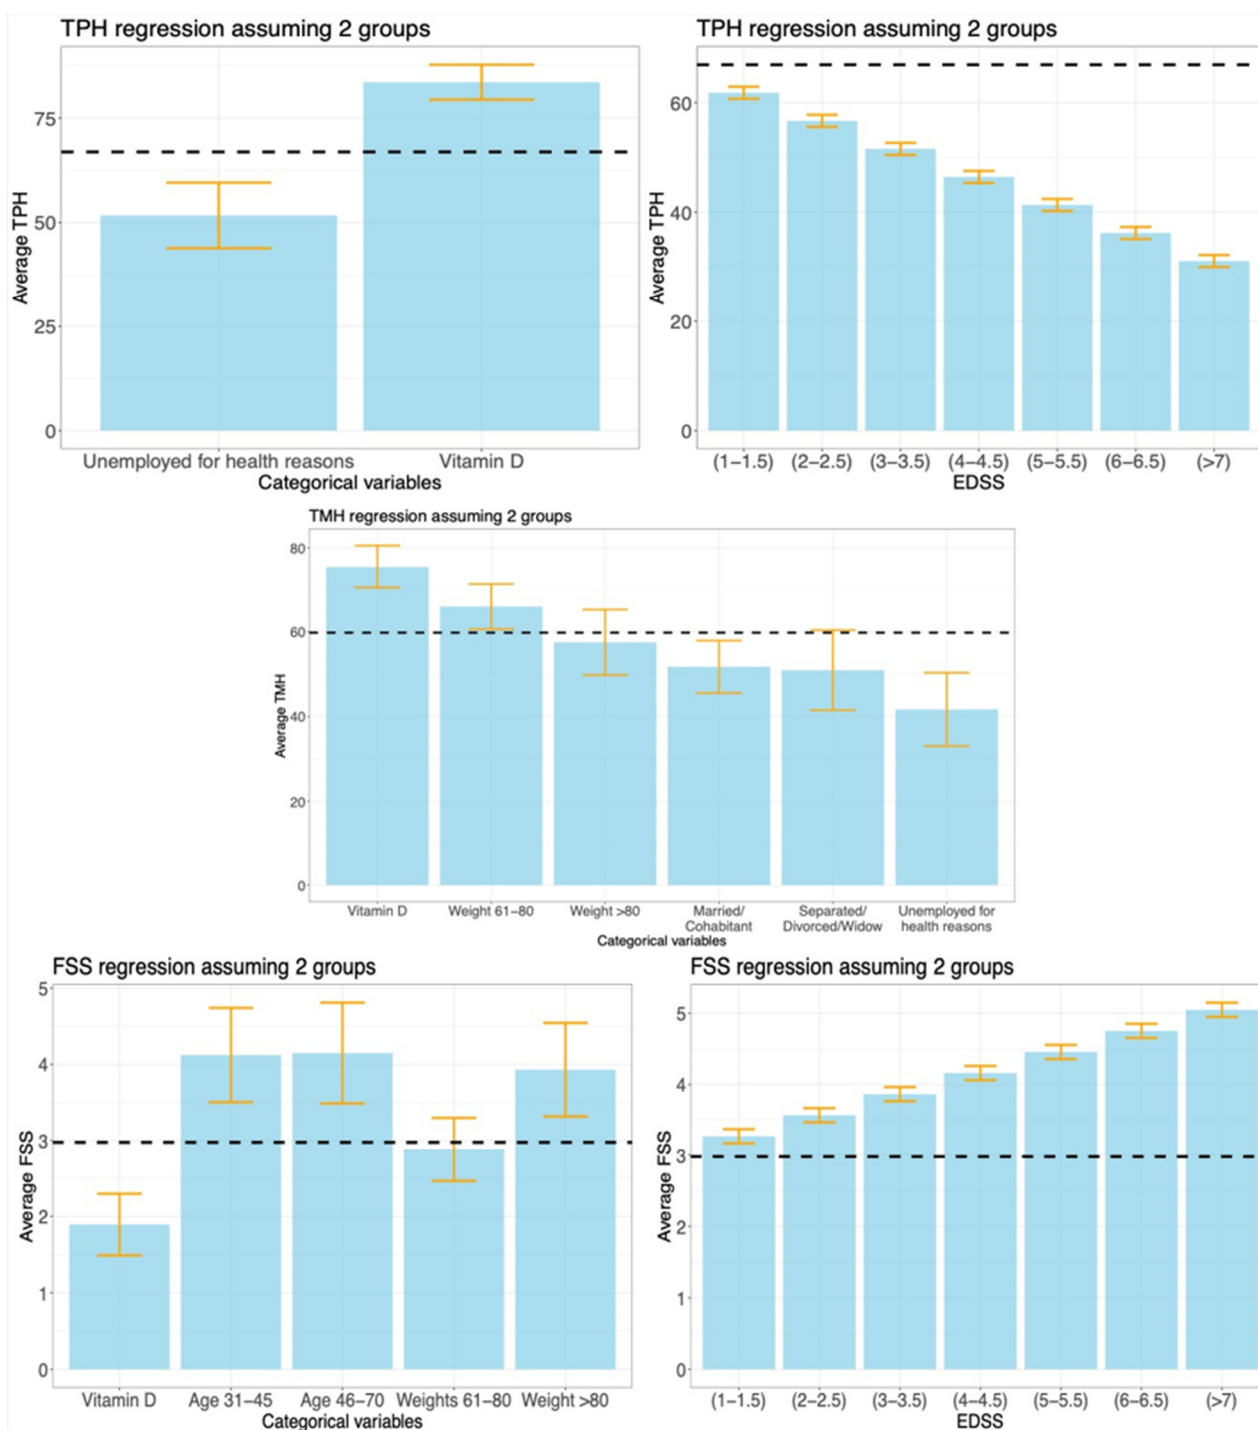 TPH regression assuming 2 groups
Average TPH
75
50
25
0
Unemployed for health reasons
Vitamin D
Categorical variables
TPH regression assuming 2 groups
Average TPH
60
40
20
0
(1–1.5)
(2–2.5)
(3–3.5)
(4–4.5)
(5–5.5)
(6–6.5)
(>7)
EDSS
TMH regression assuming 2 groups
Average TMH
80
60
40
20
0
Vitamin D
Weight 61–80
Weight >80
Married/
Cohabitant
Separated/
Divorced/Widow
Unemployed for
health reasons
Categorical variables
FSS regression assuming 2 groups
Average FSS
5
4
3
2
1
0
Vitamin D
Age 31–45
Age 46–70
Weights 61–80
Weight >80
Categorical variables
FSS regression assuming 2 groups
Average FSS
5
4
3
2
1
0
(1–1.5)
(2–2.5)
(3–3.5)
(4–4.5)
(5–5.5)
(6–6.5)
(>7)
EDSS